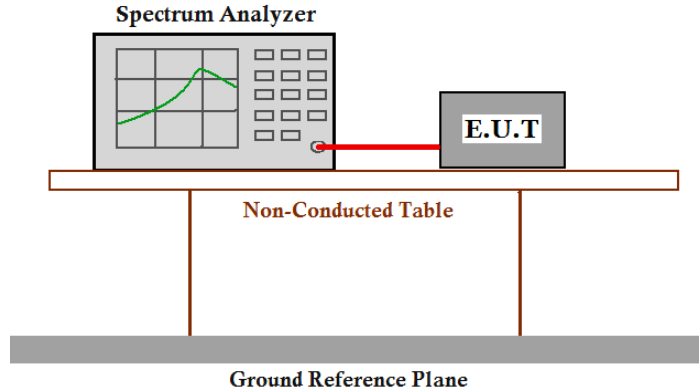 Spectrum Analyzer
E.U.T
Non-Conducted Table
Ground Reference Plane